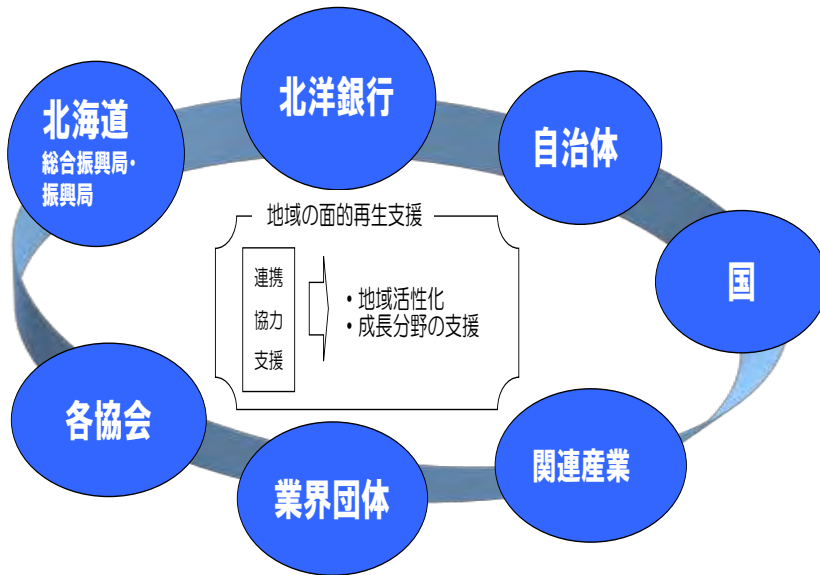 北洋銀行
北海道
総合振興局・
振興局
自治体
国
地域の面的再生支援
連携
協力
支援
・地域活性化
・成長分野の支援
各協会
業界団体
関連産業